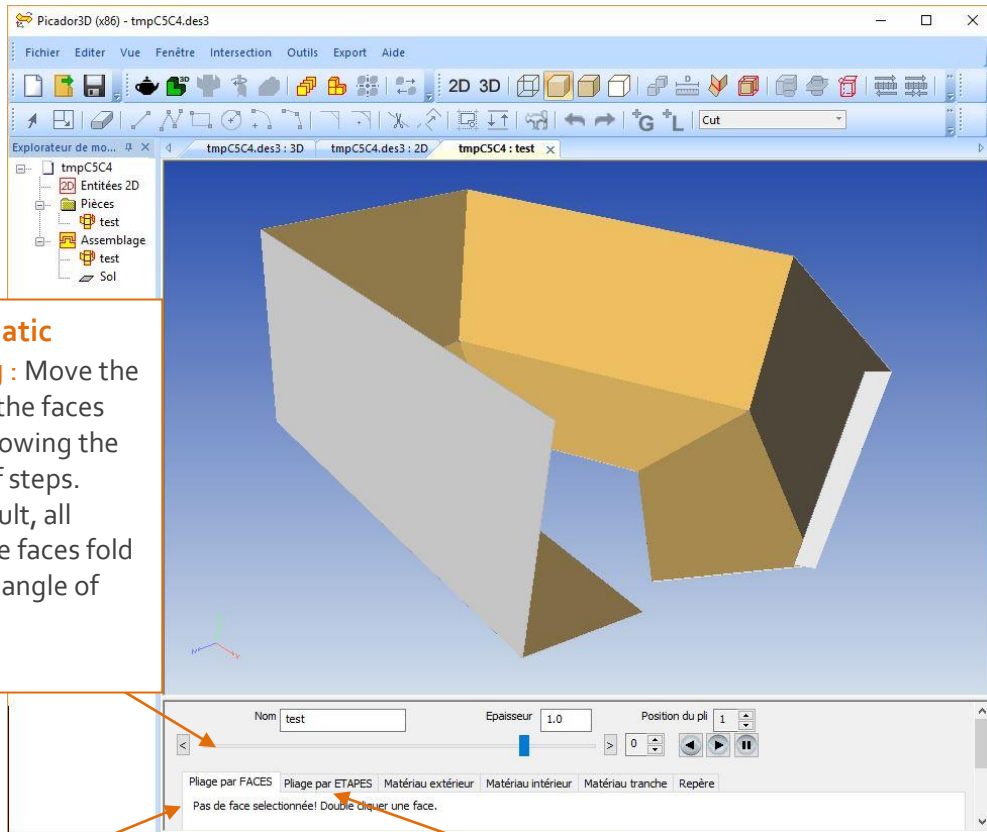 Picador3D (x86) - tmpC5C4.des3
Fichier Editer Vue Fenêtre Intersection Outils Export Aide
2D 3D
G L Cut
Explorateur de mo...
tmpC5C4.des3 : 3D tmpC5C4.des3 : 2D tmpC5C4 : test
tmpC5C4
2D Entitées 2D
Pièces
test
Assemblage
test
Sol
atic
g : Move the
the faces
owing the
f steps.
ult, all
e faces fold
angle of
Nom test Epaisseur 1.0 Position du pli 1
< > 0
Pliage par FACES Pliage par ETAPES Matériau extérieur Matériau intérieur Matériau tranche Repère
Pas de face selectionnée! Double cliquer une face.